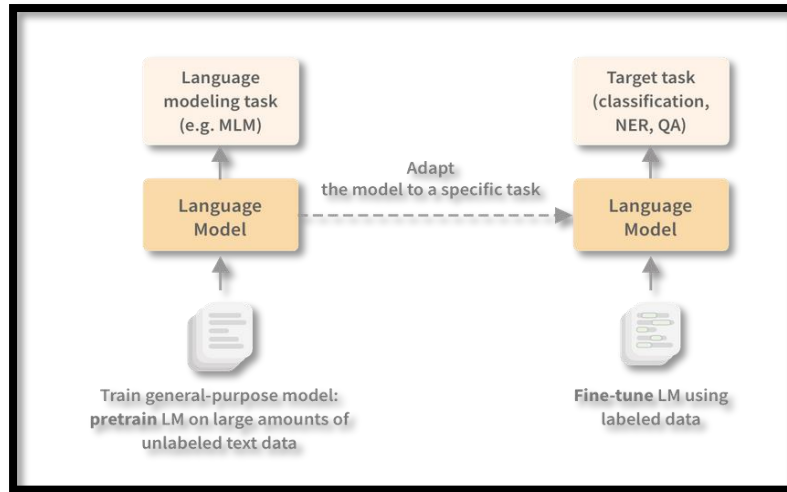 Language
modeling task
(e.g. MLM)
Target task
(classification,
NER, QA)
Adapt
the model to a specific task
Language
Model
Language
Model
Train general-purpose model:
pretrain LM on large amounts of
unlabeled text data
Fine-tune LM using
labeled data